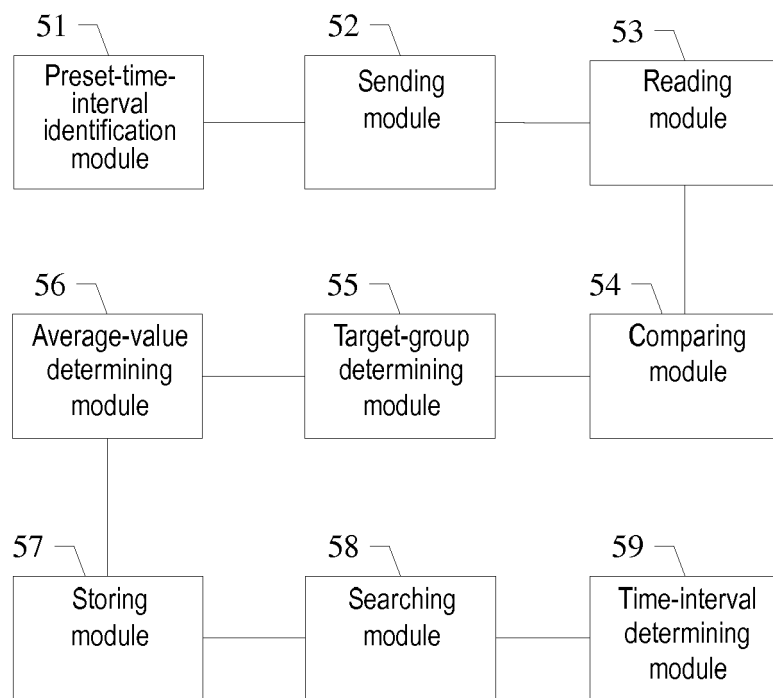 51
52
53
Preset-time-
interval
identification
module
Sending
module
Reading
module
56
55
54
Average-value
determining
module
Target-group
determining
module
Comparing
module
57
58
59
Storing
module
Searching
module
Time-interval
determining
module